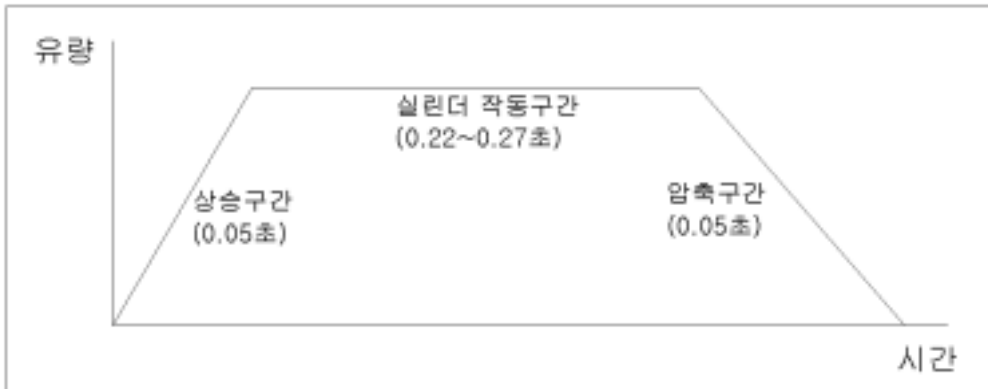 유량
실린더 작동구간
(0.22~0.27초)
상승구간
(0.05초)
압축구간
(0.05초)
시간